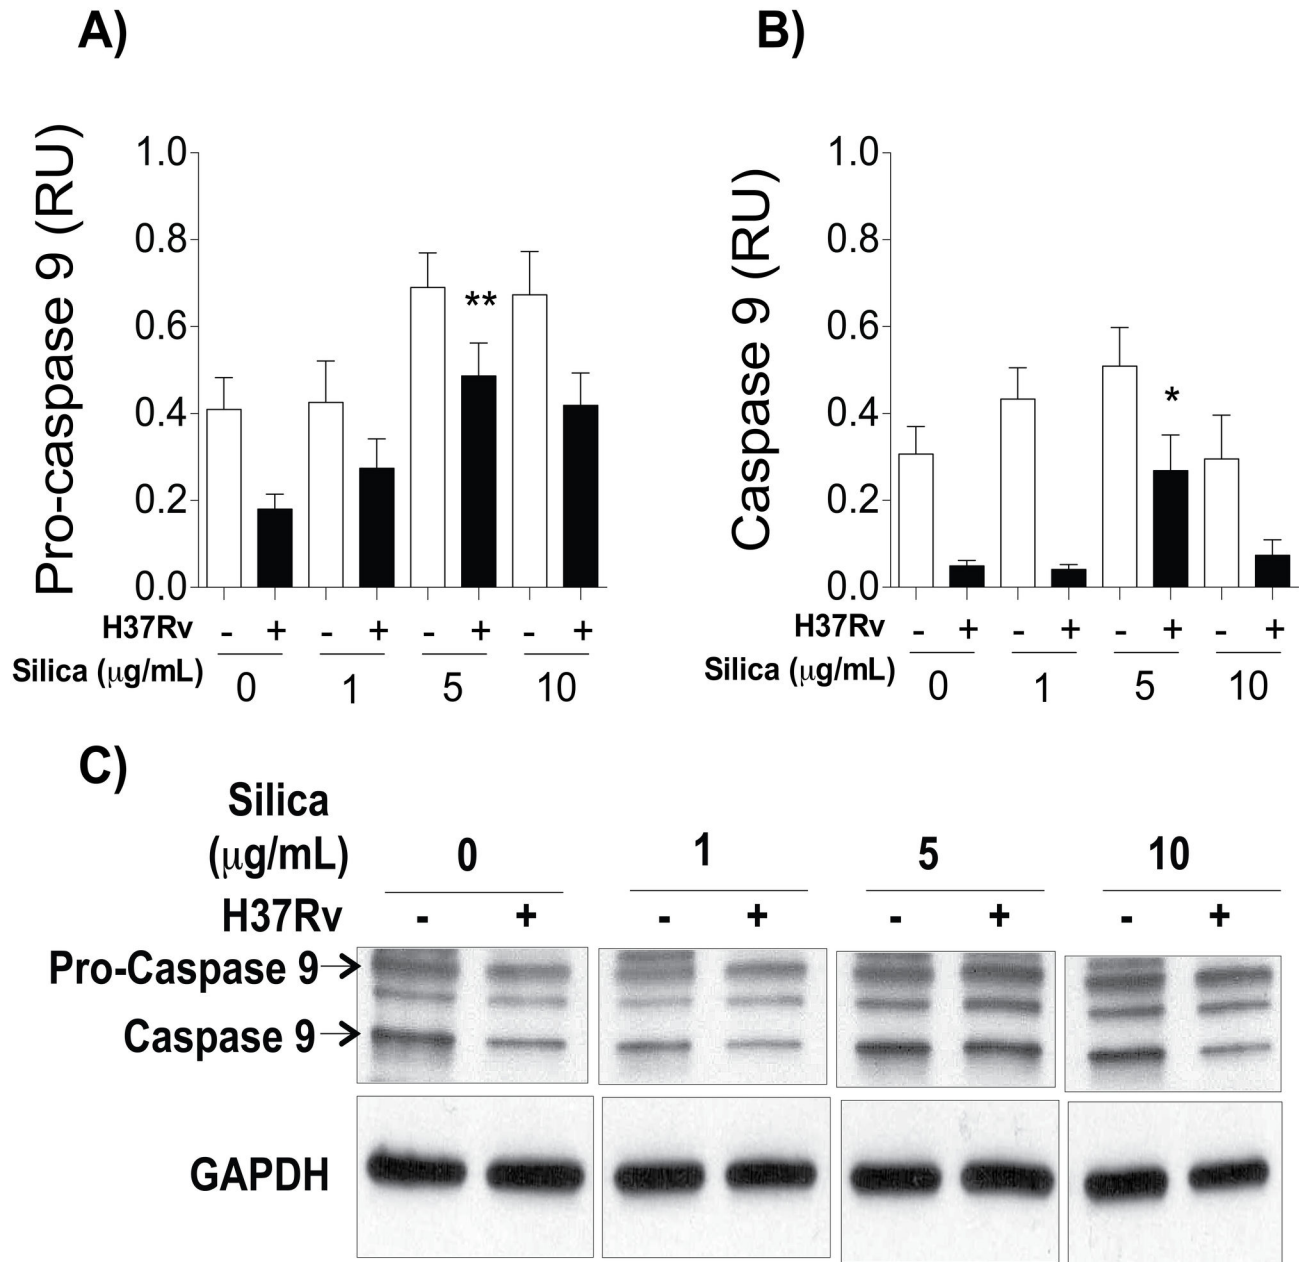 A)
Pro-caspase 9 (RU)
1.0
0.8
0.6
0.4
0.2
0.0
**
H37Rv - + - + - + - +
Silica (μg/mL) 0 1 5 10
B)
Caspase 9 (RU)
1.0
0.8
0.6
0.4
0.2
0.0
*
H37Rv - + - + - + - +
Silica (μg/mL) 0 1 5 10
C)
Silica
(μg/mL) 0 1 5 10
H37Rv - + - + - + - +
Pro-Caspase 9
Caspase 9
GAPDH